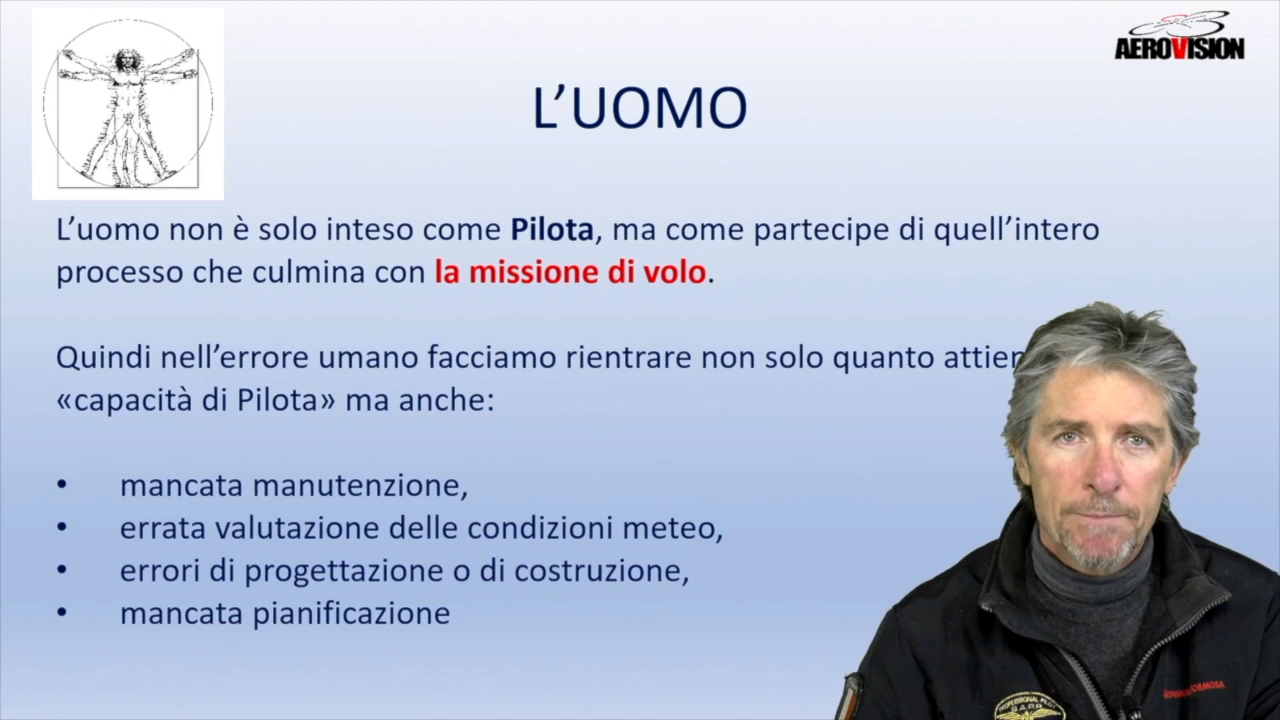 AEROVISION
L'UOMO
L'uomo non è solo inteso come Pilota, ma come partecipe di quell'intero
processo che culmina con la missione di volo.
Quindi nell'errore umano facciamo rientrare non solo quanto
«capacità di Pilota» ma anche:
• mancata manutenzione,
• errata valutazione delle condizioni meteo,
• errori di progettazione o di costruzione,
• mancata pianificazione
PROFESSIONAL PILOT